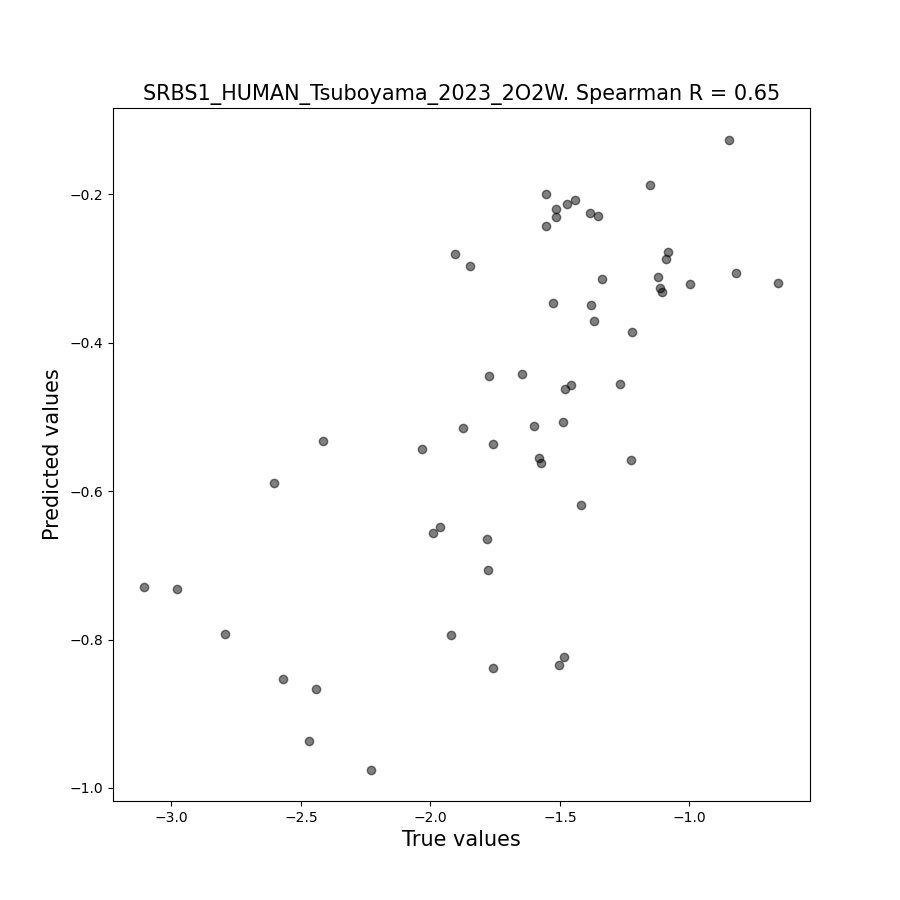 SRBS1_HUMAN_Tsuboyama_2023_2O2W. Spearman R = 0.65
−0.2
−0.4
−0.6
−0.8
−1.0
Predicted values
−3.0 −2.5 −2.0 −1.5 −1.0
True values